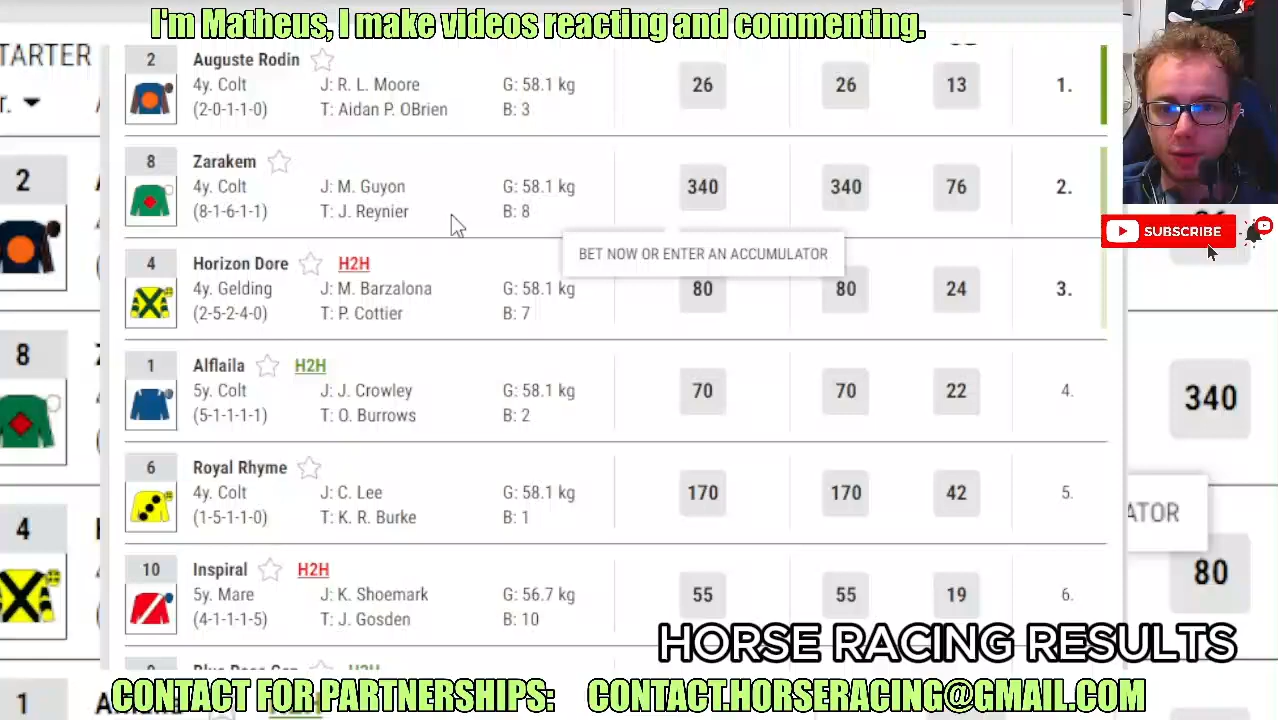 I'm Matheus, I make videos reacting and commenting.
TARTER
r.
2
Auguste Rodin
4y. Colt
(2-0-1-1-0)
J: R. L. Moore
T: Aidan P. OBrien
G: 58.1 kg
B: 3
26
26
13
1.
8
Zarakem
4y. Colt
(8-1-6-1-1)
J: M. Guyon
T: J. Reynier
G: 58.1 kg
B: 8
340
340
76
2.
BET NOW OR ENTER AN ACCUMULATOR
4
Horizon Dore H2H
4y. Gelding
(2-5-2-4-0)
J: M. Barzalona
T: P. Cottier
G: 58.1 kg
B: 7
80
80
24
3.
1
Alflaila H2H
5y. Colt
(5-1-1-1-1)
J: J. Crowley
T: O. Burrows
G: 58.1 kg
B: 2
70
70
22
4.
6
Royal Rhyme
4y. Colt
(1-5-1-1-0)
J: C. Lee
T: K. R. Burke
G: 58.1 kg
B: 1
170
170
42
5.
10
Inspiral H2H
5y. Mare
(4-1-1-1-5)
J: K. Shoemark
T: J. Gosden
G: 56.7 kg
B: 10
55
55
19
6.
2
8
4
1
SUBSCRIBE
340
ATOR
80
HORSE RACING RESULTS
CONTACT FOR PARTNERSHIPS: CONTACT.HORSERACING@GMAIL.COM